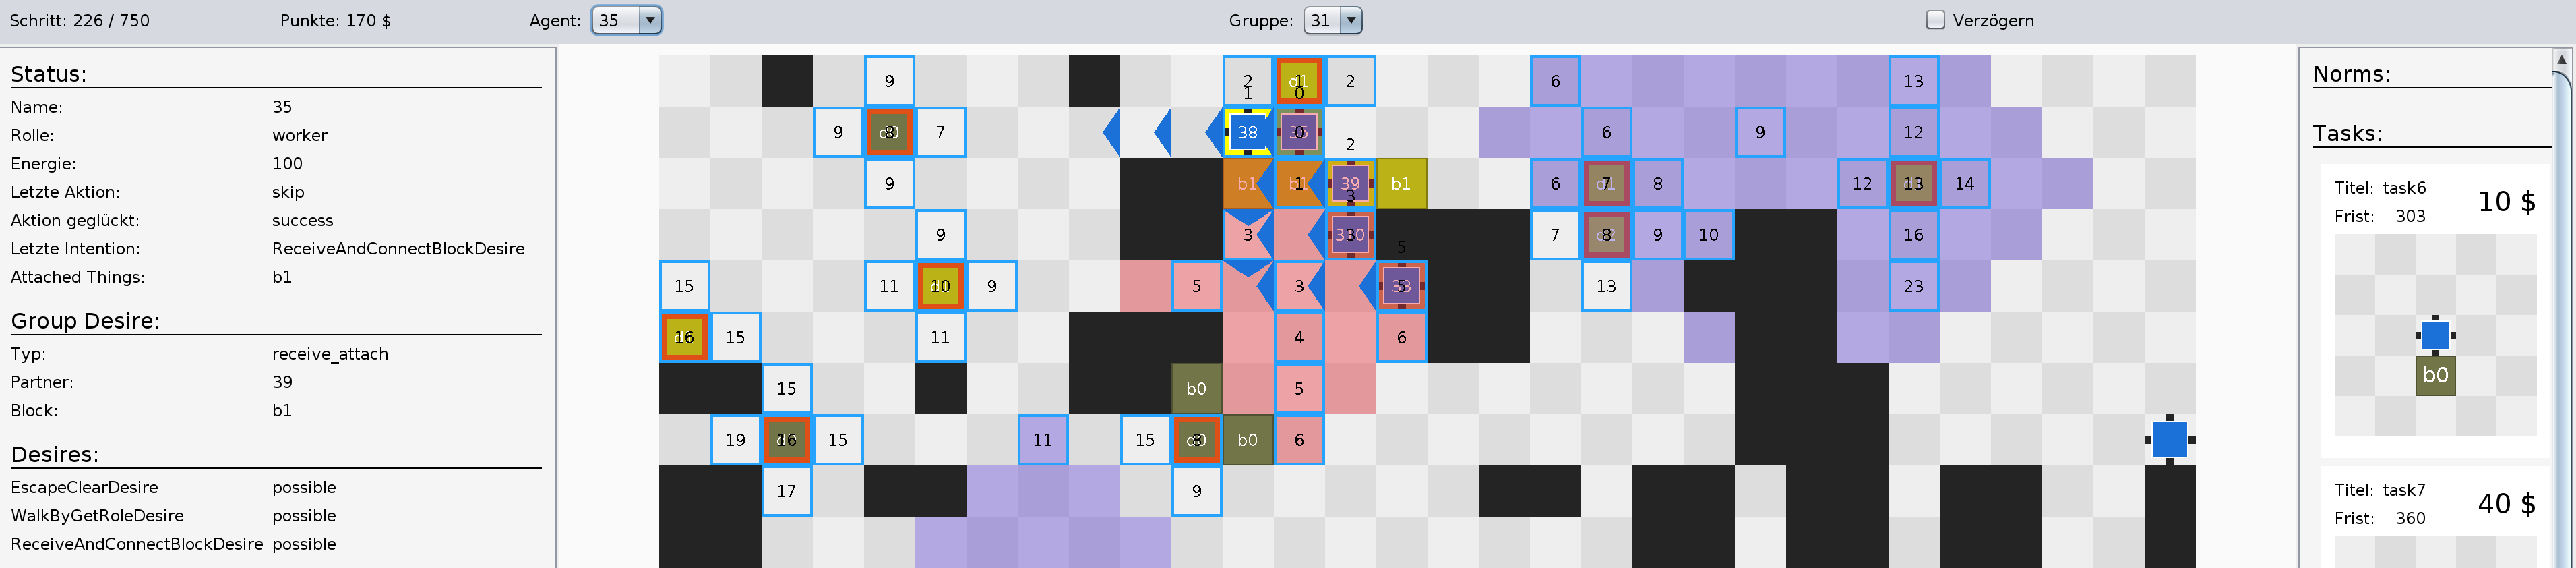 Schritt: 226 / 750 Punkte: 170 $ Agent: 35 Gruppe: 31 Verzögern
Status:
Name: 35
Rolle: worker
Energie: 100
Letzte Aktion: skip
Aktion geglückt: success
Letzte Intention: ReceiveAndConnectBlockDesire
Attached Things: b1
Group Desire:
Typ: receive_attach
Partner: 39
Block: b1
Desires:
EscapeClearDesire possible
WalkByGetRoleDesire possible
ReceiveAndConnectBlockDesire possible
9 2 1 2 6 13
1 0
9 8 7 38 0 6 9 12
2
9 b1 1 39 b1 6 7 8 12 13 14
3
9 3 7 8 9 10 16
5
15 11 10 9 5 3 13 23
16 15 11 4 6
15 b0 5
19 16 15 11 15 8 b0 6
17 9
Norms:
Tasks:
Titel: task6 10 $
Frist: 303
b0
Titel: task7 40 $
Frist: 360